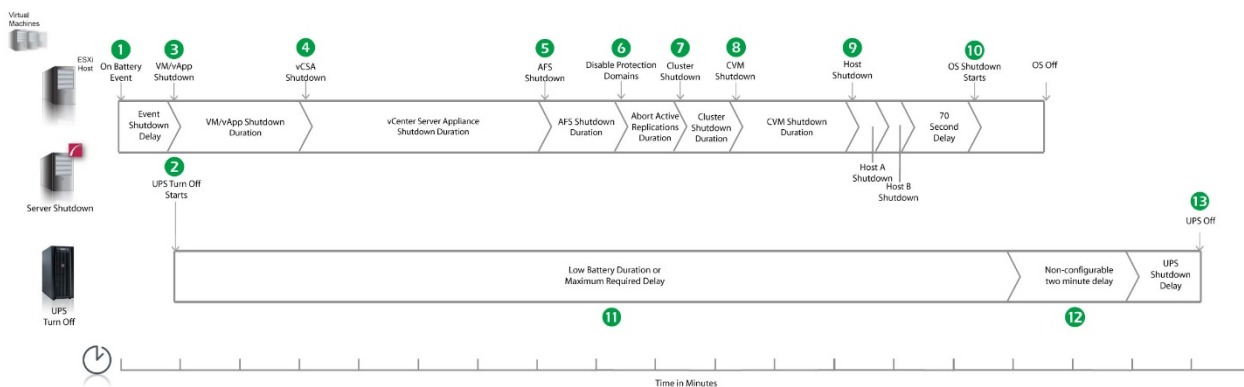 Virtual
Machines
ESXi
Host
1
On Battery
Event
3
VM/vApp
Shutdown
4
vCSA
Shutdown
5
AFS
Shutdown
6
Disable Protection
Domains
7
Cluster
Shutdown
8
CVM
Shutdown
9
Host
Shutdown
10
OS Shutdown
Starts
OS Off
Event
Shutdown
Delay
VM/vApp Shutdown
Duration
vCenter Server Appliance
Shutdown Duration
AFS Shutdown
Duration
Abort Active
Replications
Duration
Cluster
Shutdown
Duration
CVM Shutdown
Duration
70
Second
Delay
Host A
Shutdown
Host B
Shutdown
2
UPS Turn Off
Starts
Server Shutdown
13
UPS Off
Low Battery Duration or
Maximum Required Delay
Non-configurable
two minute delay
UPS
Shutdown
Delay
UPS
Turn Off
11
12
Time in Minutes